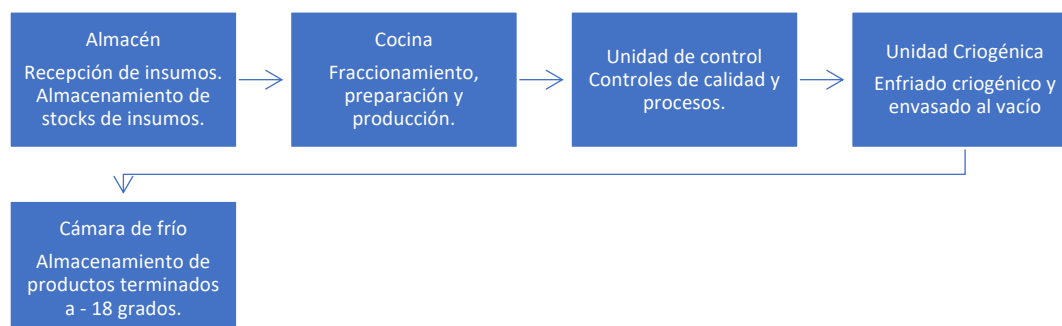 Almacén
Recepción de insumos.
Almacenamiento de
stocks de insumos.
Cocina
Fraccionamiento,
preparación y
producción.
Unidad de control
Controles de calidad y
procesos.
Unidad Criogénica
Enfriado criogénico y
envasado al vacío
Cámara de frío
Almacenamiento de
productos terminados
a - 18 grados.